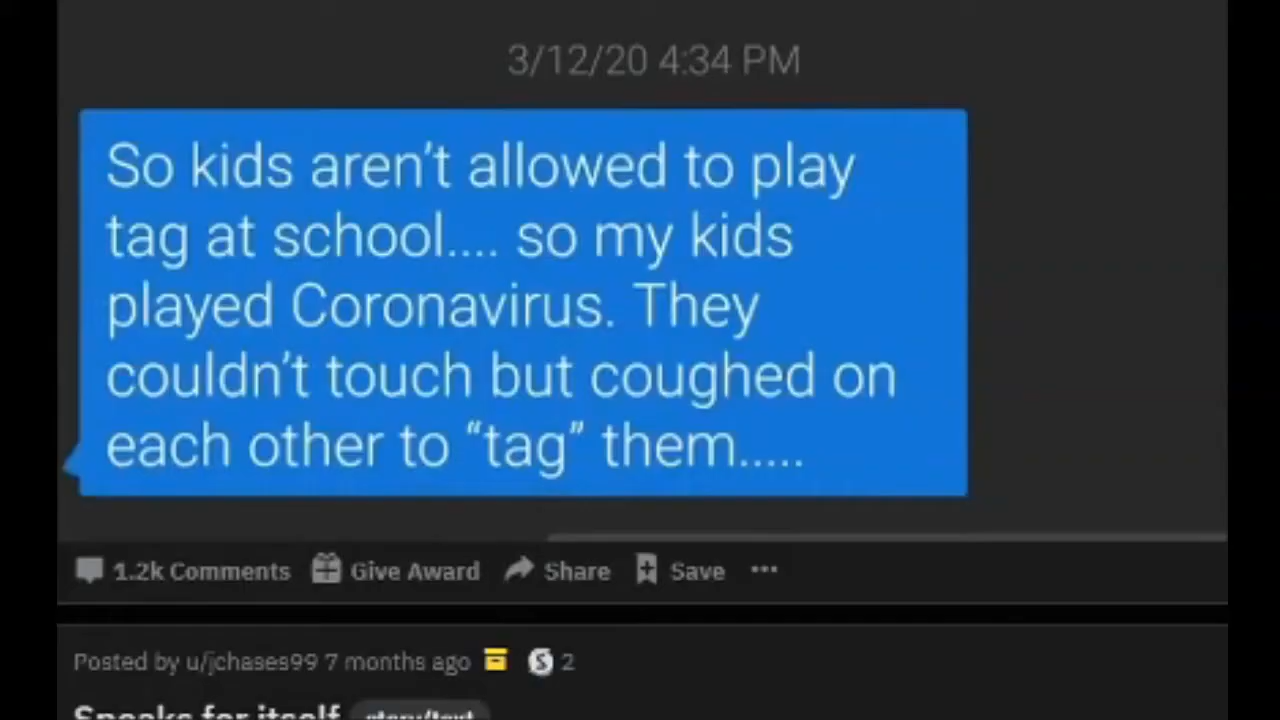 3/12/20 4:34 PM
So kids aren’t allowed to play
tag at school.... so my kids
played Coronavirus. They
couldn’t touch but coughed on
each other to “tag” them.....
1.2k Comments Give Award Share Save ...
Posted by u/jchases99 7 months ago S 2
Speaks for itself story/text